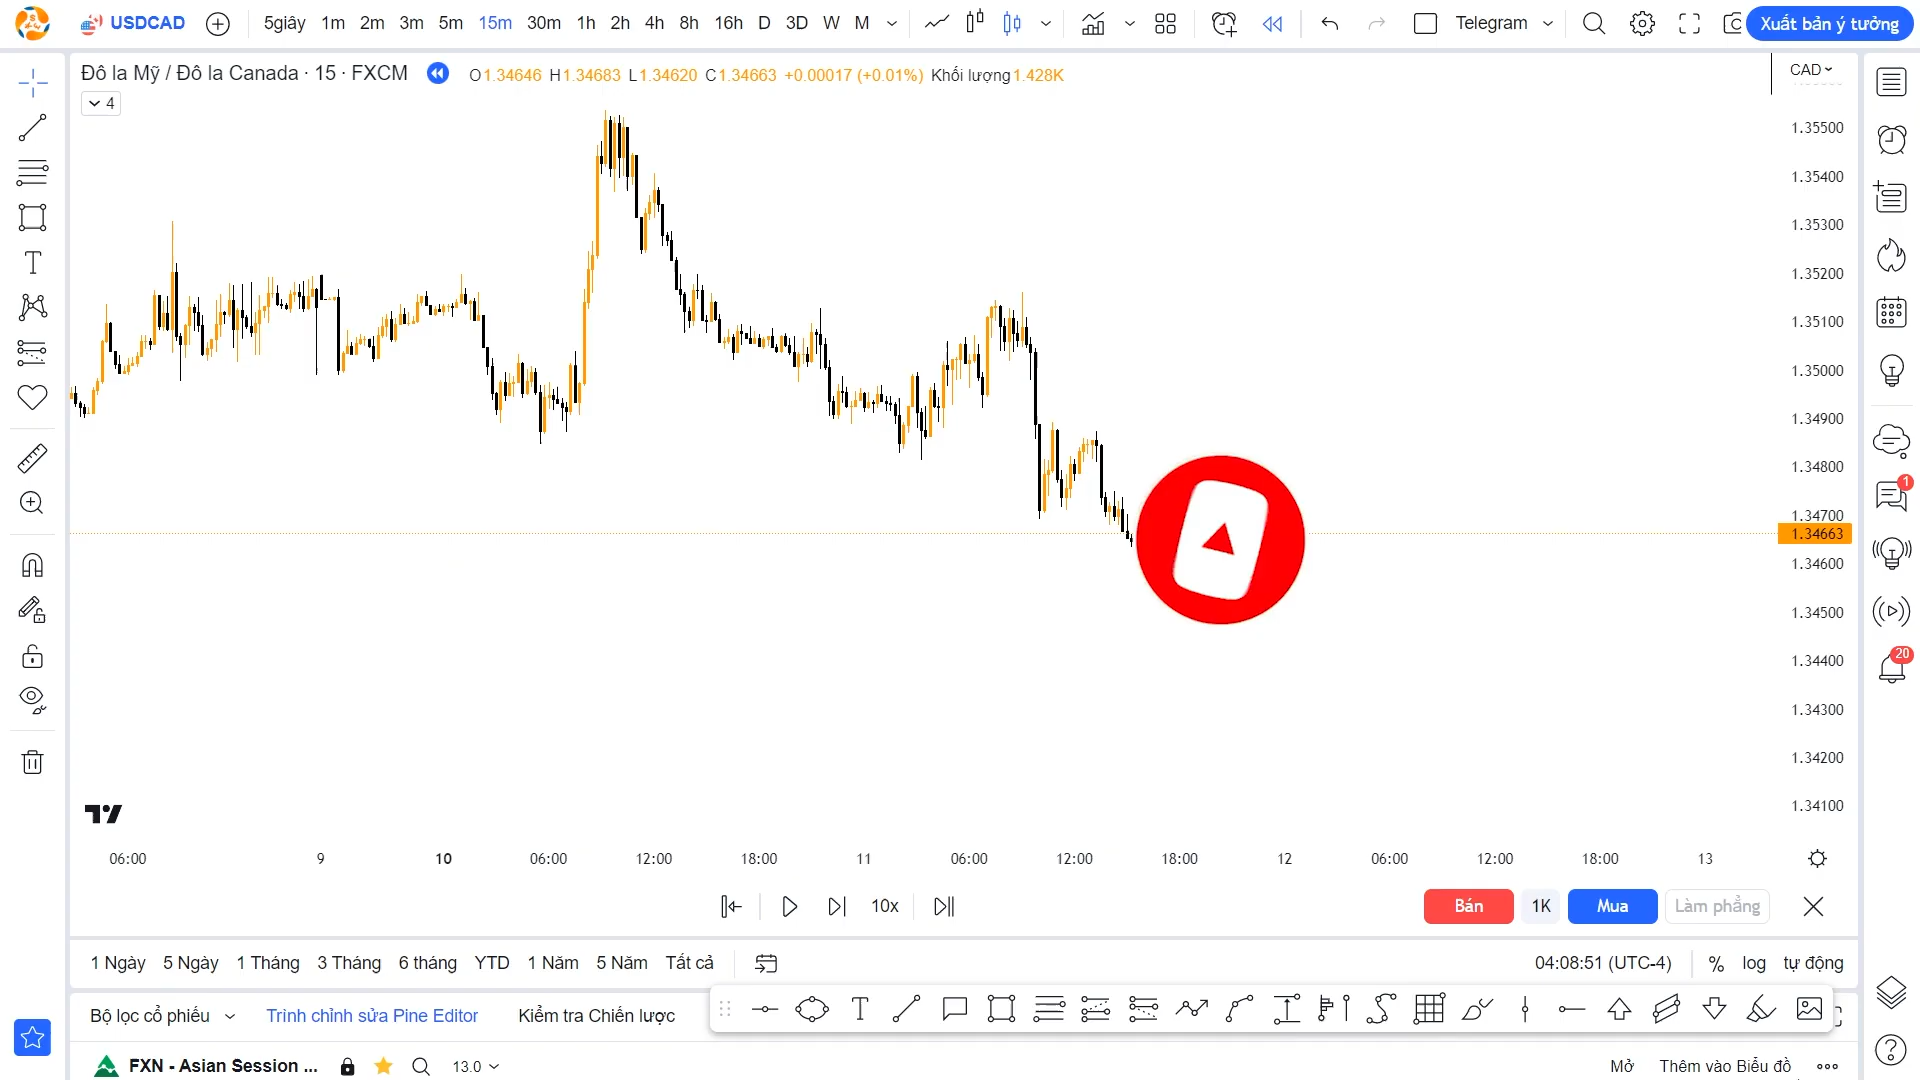 USDCAD 5giây 1m 2m 3m 5m 15m 30m 1h 2h 4h 8h 16h D 3D W M Telegram Xuất bản ý tưởng
Đô la Mỹ / Đô la Canada · 15 · FXCM O1.34646 H1.34683 L1.34620 C1.34663 +0.00017 (+0.01%) Khối lượng1.428K
CAD
4
1.35500
1.35400
1.35300
1.35200
1.35100
1.35000
1.34900
1.34800
1.34700
1.34663
1.34600
1.34500
1.34400
1.34300
1.34200
1.34100
1
20
06:00 9 10 06:00 12:00 18:00 11 06:00 12:00 18:00 12 06:00 12:00 18:00 13
10x Bán 1K Mua Làm phẳng
1 Ngày 5 Ngày 1 Tháng 3 Tháng 6 tháng YTD 1 Năm 5 Năm Tất cả 04:08:51 (UTC-4) % log tự động
Bộ lọc cổ phiếu Trình chỉnh sửa Pine Editor Kiểm tra Chiến lược
FXN - Asian Session ... 13.0 Mở Thêm vào Biểu đồ